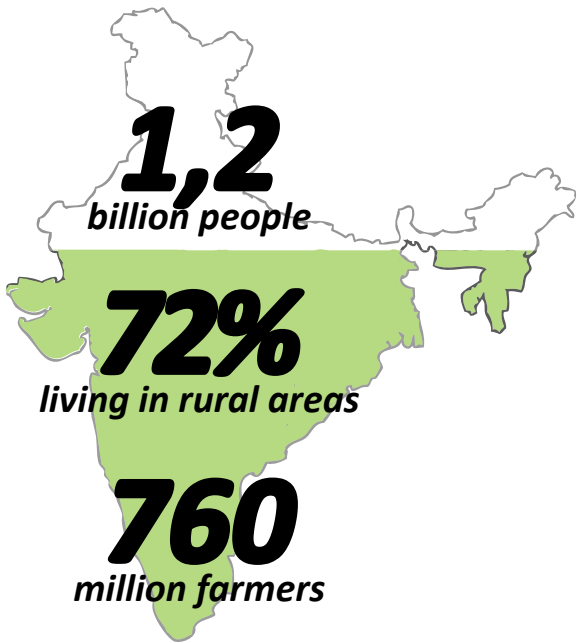 1,2
billion people
72%
living in rural areas
760
million farmers